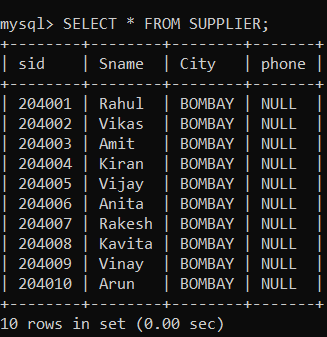 mysql> SELECT * FROM SUPPLIER;
+--------+--------+--------+-------+
| sid    | Sname  | City   | phone |
+--------+--------+--------+-------+
| 204001 | Rahul  | BOMBAY | NULL  |
| 204002 | Vikas  | BOMBAY | NULL  |
| 204003 | Amit   | BOMBAY | NULL  |
| 204004 | Kiran  | BOMBAY | NULL  |
| 204005 | Vijay  | BOMBAY | NULL  |
| 204006 | Anita  | BOMBAY | NULL  |
| 204007 | Rakesh | BOMBAY | NULL  |
| 204008 | Kavita | BOMBAY | NULL  |
| 204009 | Vinay  | BOMBAY | NULL  |
| 204010 | Arun   | BOMBAY | NULL  |
+--------+--------+--------+-------+
10 rows in set (0.00 sec)